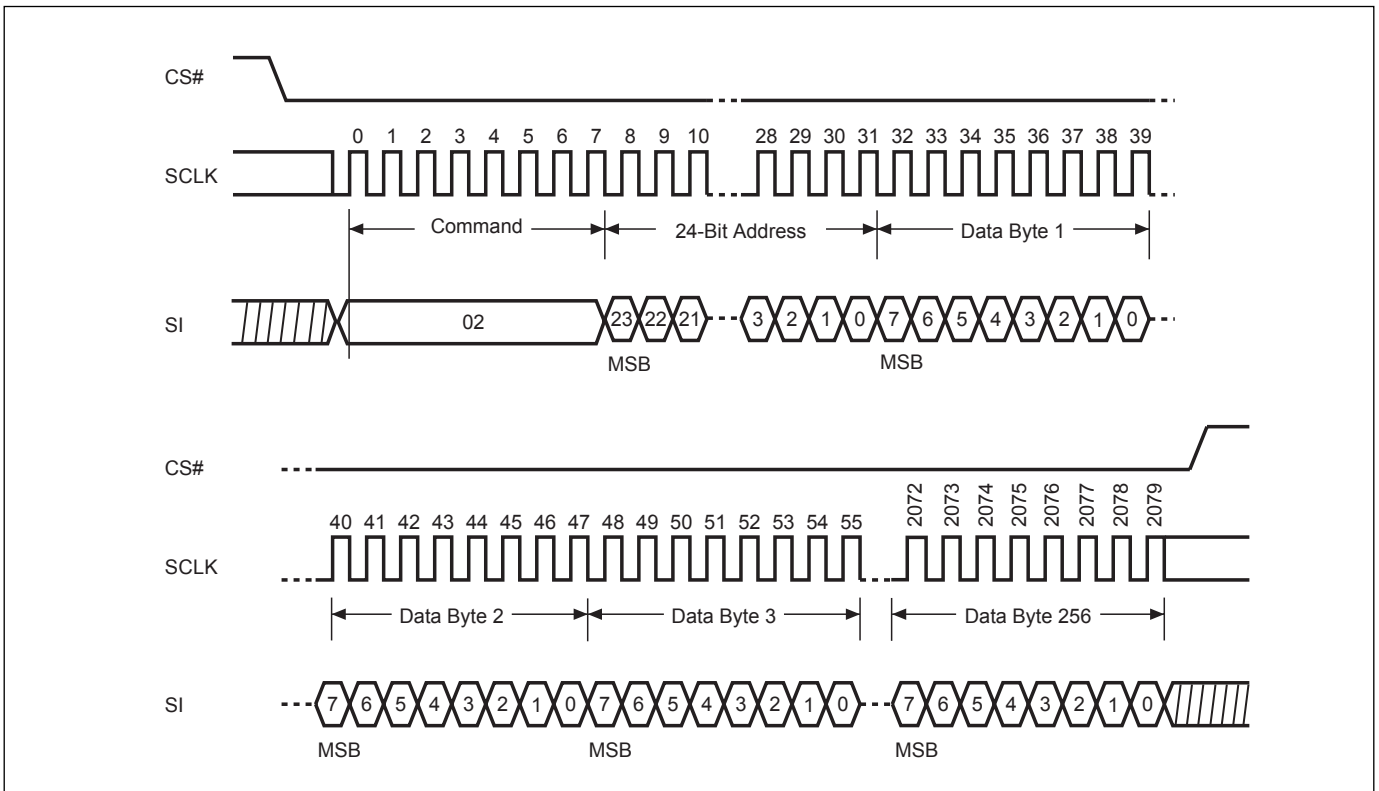 CS#
0 1 2 3 4 5 6 7 8 9 10 28 29 30 31 32 33 34 35 36 37 38 39
SCLK
Command 24-Bit Address Data Byte 1
SI 02 23 22 21 3 2 1 0 7 6 5 4 3 2 1 0
MSB MSB
CS#
2072 2073 2074 2075 2076 2077 2078 2079
40 41 42 43 44 45 46 47 48 49 50 51 52 53 54 55
SCLK
Data Byte 2 Data Byte 3 Data Byte 256
SI 7 6 5 4 3 2 1 0 7 6 5 4 3 2 1 0 7 6 5 4 3 2 1 0
MSB MSB MSB